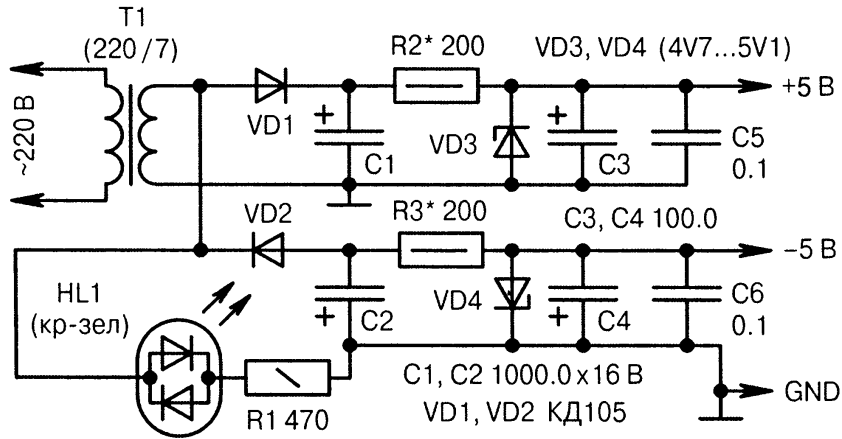 T1
(220/7)
R2* 200
VD3, VD4 (4V7...5V1)
+5 В
~220 В
VD1
+
C1
VD3
+
C3
C5
0.1
VD2
R3* 200
C3, C4 100.0
−5 В
HL1
(кр-зел)
+
C2
VD4
+
C4
C6
0.1
R1 470
C1, C2 1000.0х16 В
VD1, VD2 КД105
GND